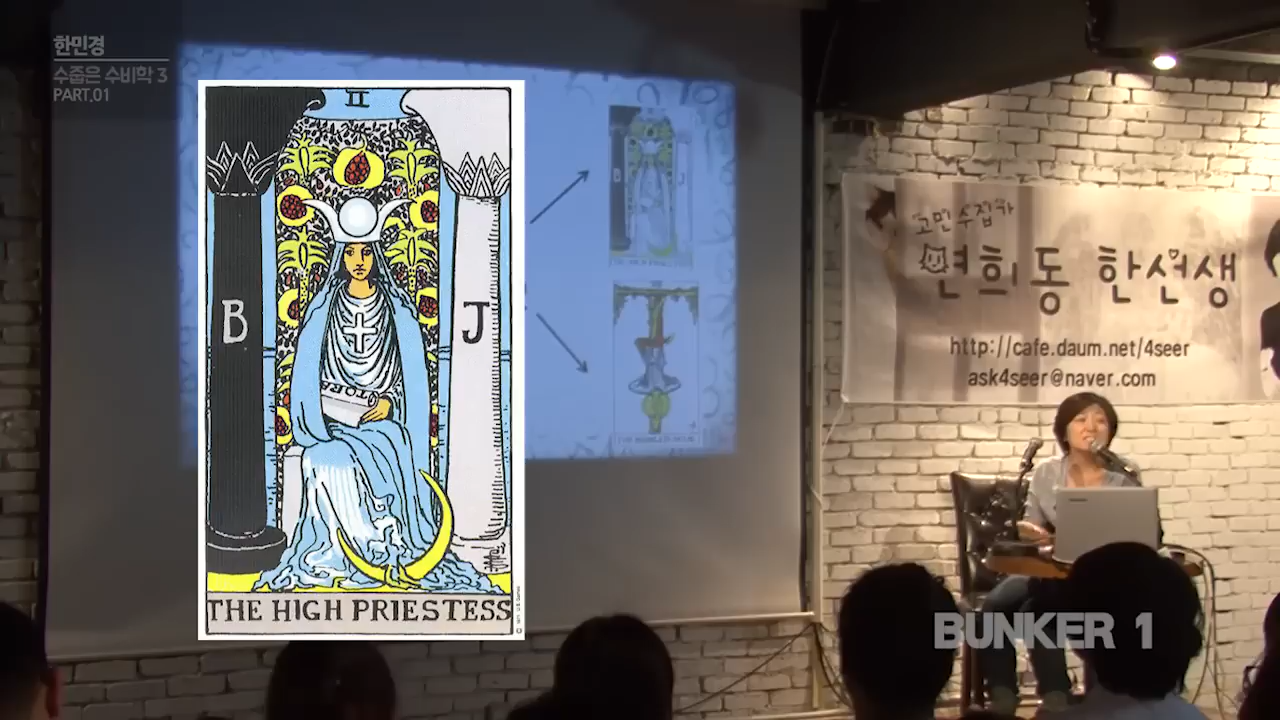 한민경
수줍은 수비학 3
PART.01
II
B
J
TORA
THE HIGH PRIESTESS
B
J
고민 수집가
연희동 한선생
http://cafe.daum.net/4seer
ask4seer@naver.com
BUNKER 1